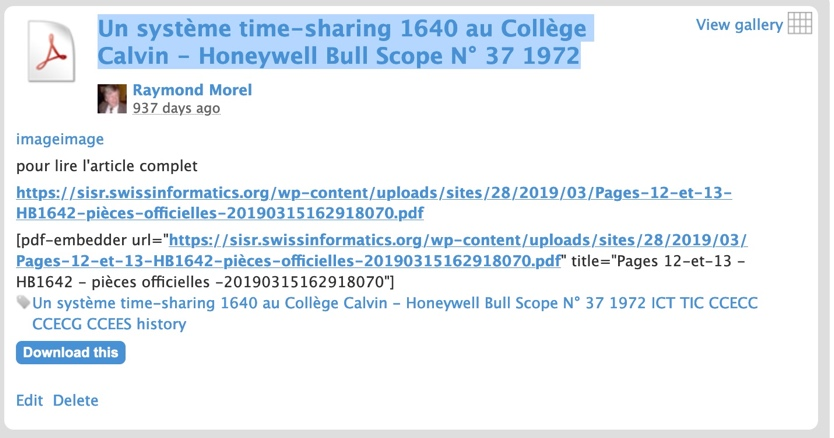 Un système time-sharing 1640 au Collège
Calvin - Honeywell Bull Scope N° 37 1972
View gallery
Raymond Morel
937 days ago
imageimage
pour lire l'article complet
https://sisr.swissinformatics.org/wp-content/uploads/sites/28/2019/03/Pages-12-et-13-
HB1642-pièces-officielles-20190315162918070.pdf
[pdf-embedder url="https://sisr.swissinformatics.org/wp-content/uploads/sites/28/2019/03/
Pages-12-et-13-HB1642-pièces-officielles-20190315162918070.pdf" title="Pages 12-et-13 -
HB1642 - pièces officielles -20190315162918070"]
Un système time-sharing 1640 au Collège Calvin - Honeywell Bull Scope N° 37 1972 ICT TIC CCECC
CCECG CCEES history
Download this
Edit Delete